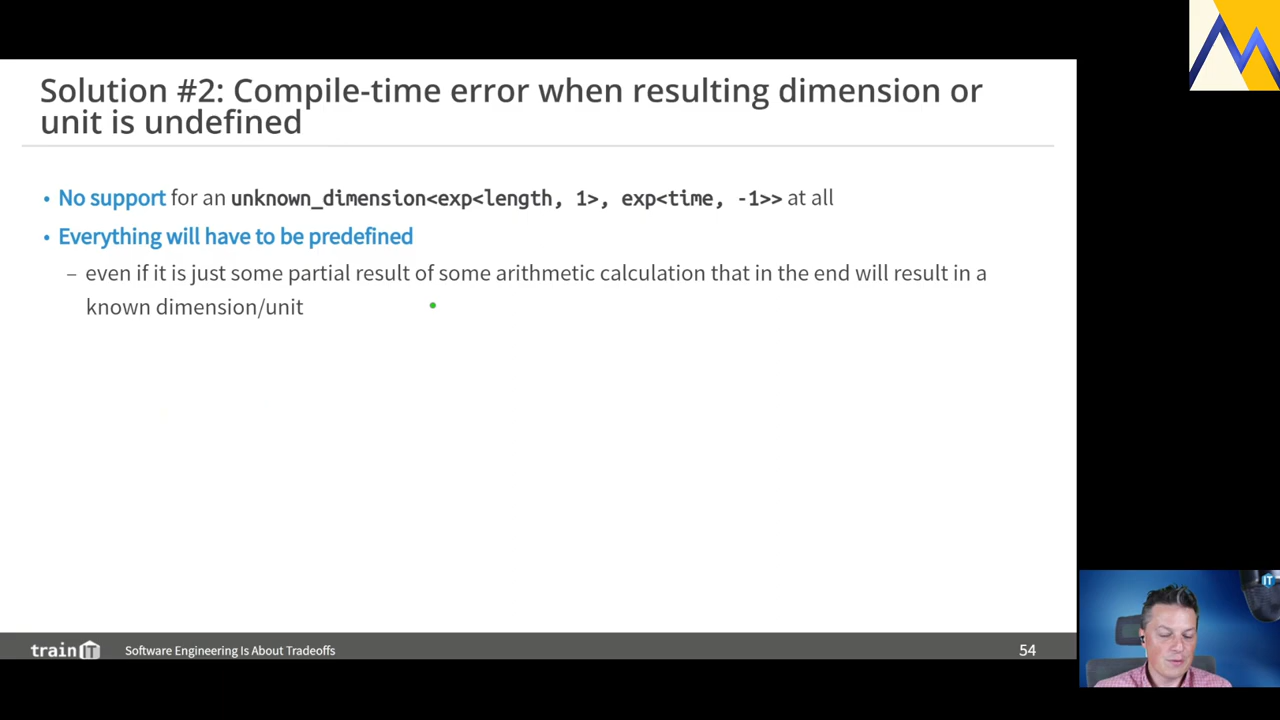 Solution #2: Compile-time error when resulting dimension or
unit is undefined
• No support for an unknown_dimension<exp<length, 1>, exp<time, -1>> at all
• Everything will have to be predefined
– even if it is just some partial result of some arithmetic calculation that in the end will result in a
known dimension/unit
train IT
Software Engineering Is About Tradeoffs
54
IT